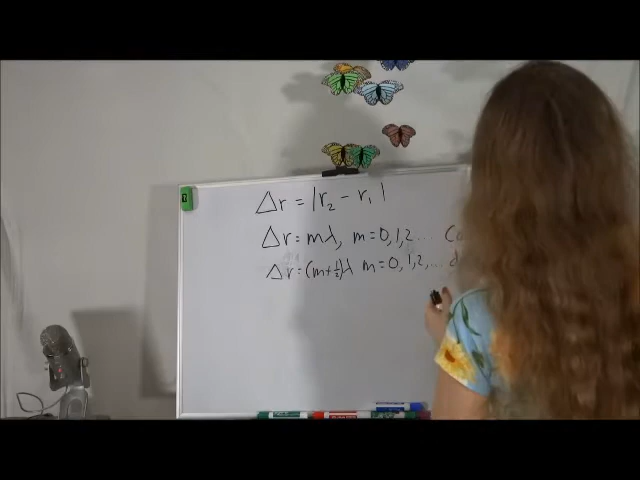 Δr = |r₂ - r₁|
Δr = mλ, m = 0,1,2...
Δr = (m+½)λ m = 0,1,2,...